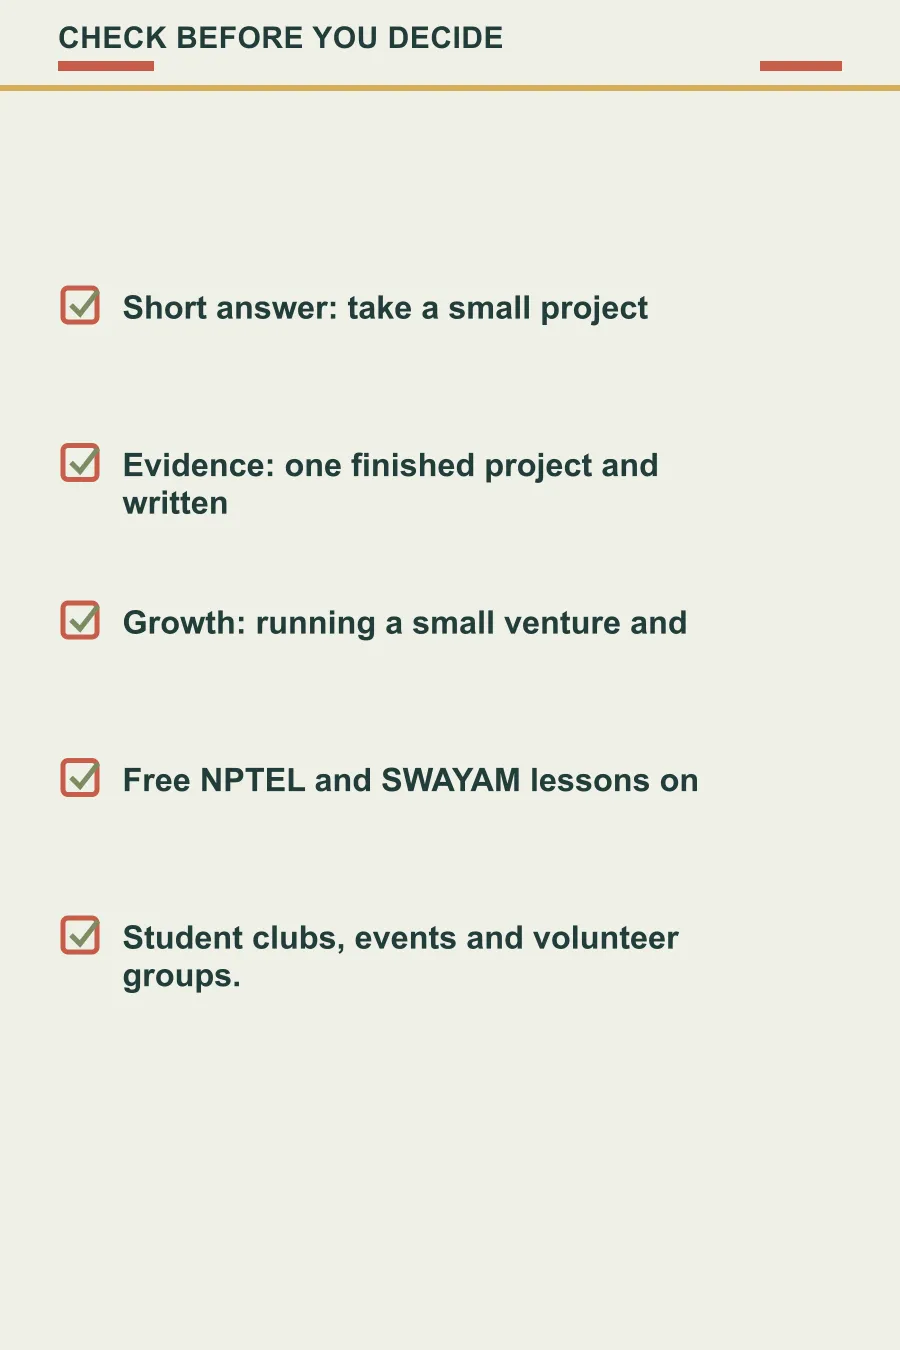 CHECK BEFORE YOU DECIDE
Short answer: take a small project
Evidence: one finished project and
written
Growth: running a small venture and
Free NPTEL and SWAYAM lessons on
Student clubs, events and volunteer
groups.